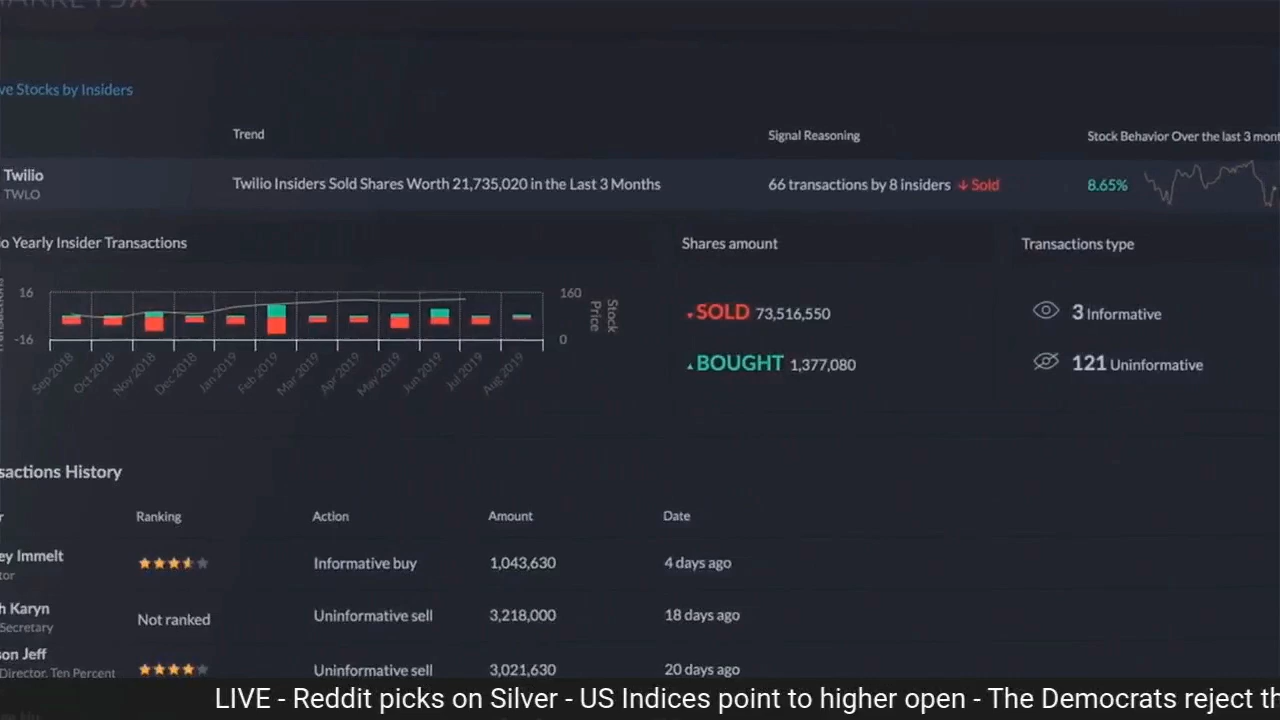 ve Stocks by Insiders
Trend Signal Reasoning Stock Behavior Over the last 3 mont
Twilio
TWLO
Twilio Insiders Sold Shares Worth 21,735,020 in the Last 3 Months 66 transactions by 8 insiders Sold 8.65%
o Yearly Insider Transactions Shares amount Transactions type
16 160
-16 0
Stock Price
Sep 2018 Oct 2018 Nov 2018 Dec 2018 Jan 2019 Feb 2019 Mar 2019 Apr 2019 May 2019 Jun 2019 Jul 2019 Aug 2019
SOLD 73,516,550 3 Informative
BOUGHT 1,377,080 121 Uninformative
sactions History
r Ranking Action Amount Date
ey Immelt
tor
Informative buy 1,043,630 4 days ago
h Karyn
Secretary
Not ranked Uninformative sell 3,218,000 18 days ago
son Jeff
Director, Ten Percent
Uninformative sell 3,021,630 20 days ago
LIVE - Reddit picks on Silver - US Indices point to higher open - The Democrats reject th